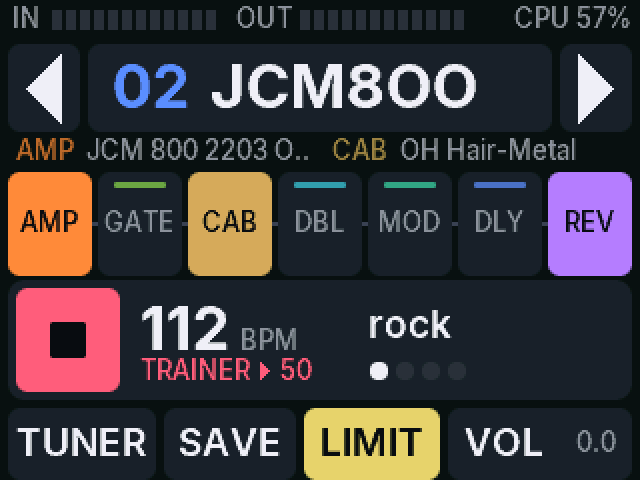 IN OUT CPU 57%
02 JCM800
AMP JCM 800 2203 O.. CAB OH Hair-Metal
AMP GATE CAB DBL MOD DLY REV
112 BPM rock
TRAINER 50
TUNER SAVE LIMIT VOL 0.0